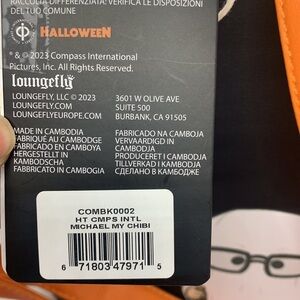 RACCOLTA DIFFERENZIATA: VERIFICA LE DISPOSIZIONI
DEL TUO COMUNE
HALLOWEEN
* & © 2023 Compass International
Pictures, Inc. All Rights Reserved.
loungefly
LOUNGEFLY, LLC © 2023
LOUNGEFLY.COM
LOUNGEFLYEUROPE.COM
3601 W OLIVE AVE
SUITE 500
BURBANK, CA 91505
MADE IN CAMBODIA
FABRIQUÉ AU CAMBODGE
FABRICADO EN CAMBOYA
HERGESTELLT IN
KAMBODSCHA
FABBRICATO IN CAMBOGIA
FABRICADO NA CAMBOJA
VERVAARDIGD IN
CAMBODJA
PRODUCERET I CAMBODJA
TILLVERKAD I CAMBODJA
СДЕЛАНО В КАМБОДЖЕ
COMBK0002
HT CMPS INTL
MICHAEL MY CHIBI
6 71803 47971 5